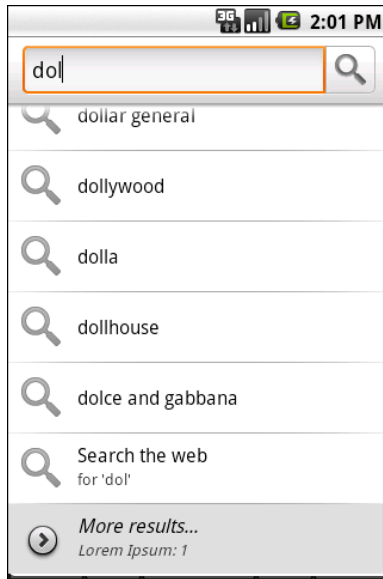 3G 2:01 PM
dol
dollar general
dollywood
dolla
dollhouse
dolce and gabbana
Search the web
for 'dol'
More results...
Lorem Ipsum: 1